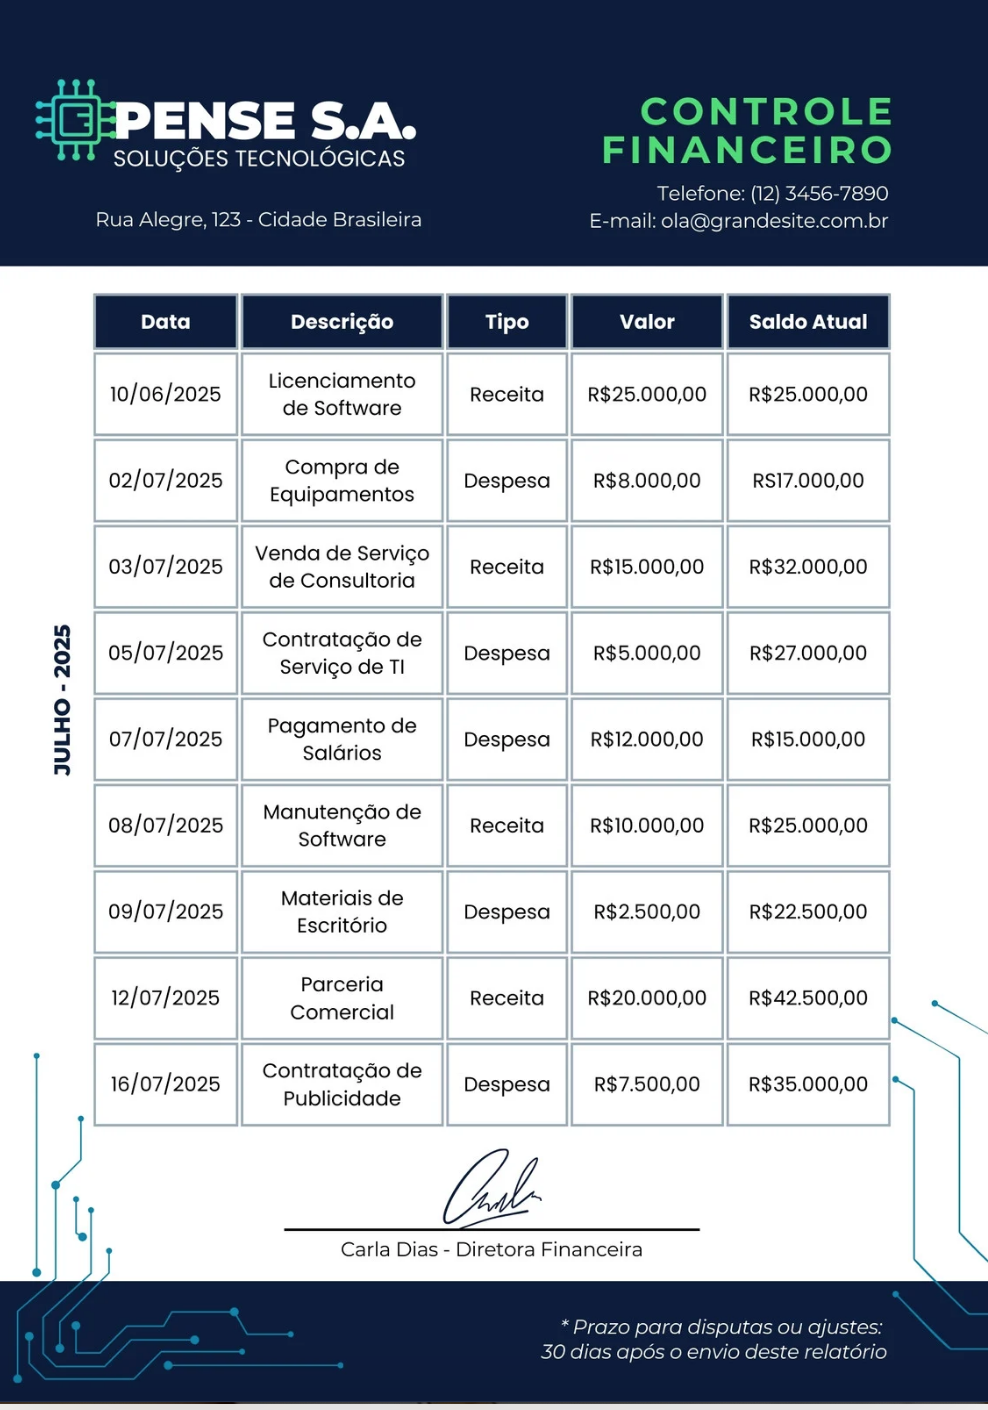 PENSE S.A.
SOLUÇÕES TECNOLÓGICAS
Rua Alegre, 123 - Cidade Brasileira
CONTROLE
FINANCEIRO
Telefone: (12) 3456-7890
E-mail: ola@grandesite.com.br
JULHO - 2025
Data Descrição Tipo Valor Saldo Atual
10/06/2025 Licenciamento de Software Receita R$25.000,00 R$25.000,00
02/07/2025 Compra de Equipamentos Despesa R$8.000,00 RS17.000,00
03/07/2025 Venda de Serviço de Consultoria Receita R$15.000,00 R$32.000,00
05/07/2025 Contratação de Serviço de TI Despesa R$5.000,00 R$27.000,00
07/07/2025 Pagamento de Salários Despesa R$12.000,00 R$15.000,00
08/07/2025 Manutenção de Software Receita R$10.000,00 R$25.000,00
09/07/2025 Materiais de Escritório Despesa R$2.500,00 R$22.500,00
12/07/2025 Parceria Comercial Receita R$20.000,00 R$42.500,00
16/07/2025 Contratação de Publicidade Despesa R$7.500,00 R$35.000,00
Carla
Carla Dias - Diretora Financeira
* Prazo para disputas ou ajustes:
30 dias após o envio deste relatório